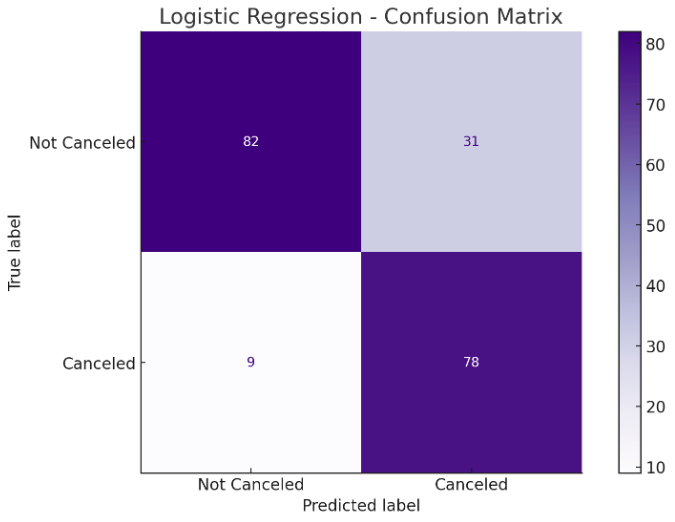 Logistic Regression - Confusion Matrix
80
70
60
50
40
30
20
10
True label
Not Canceled
82
31
Canceled
9
78
Not Canceled
Canceled
Predicted label